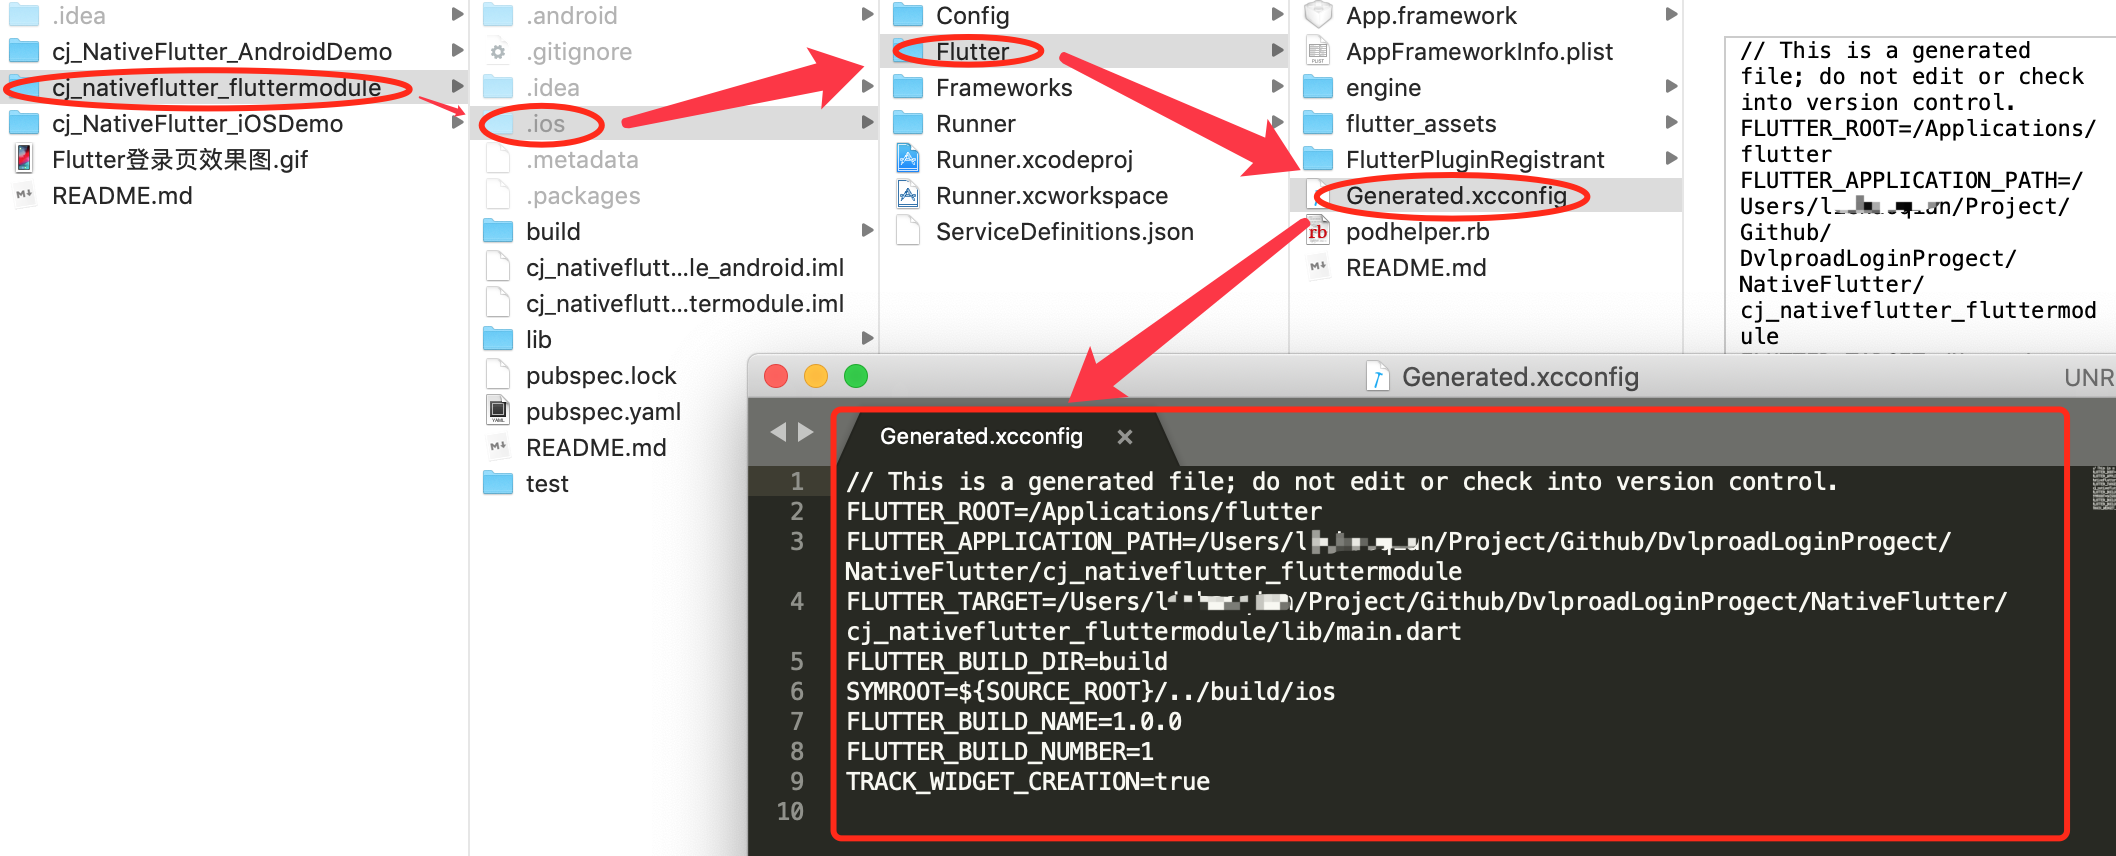 .idea
cj_NativeFlutter_AndroidDemo
cj_nativeflutter_fluttermodule
cj_NativeFlutter_iOSDemo
Flutter登录页效果图.gif
README.md
.android
.gitignore
.idea
.ios
.metadata
.packages
build
cj_nativeflutt...le_android.iml
cj_nativeflutt...termodule.iml
lib
pubspec.lock
pubspec.yaml
README.md
test
Config
Flutter
Frameworks
Runner
Runner.xcodeproj
Runner.xcworkspace
ServiceDefinitions.json
App.framework
AppFrameworkInfo.plist
engine
flutter_assets
FlutterPluginRegistrant
Generated.xcconfig
podhelper.rb
README.md
// This is a generated
file; do not edit or check
into version control.
FLUTTER_ROOT=/Applications/
flutter
FLUTTER_APPLICATION_PATH=/
Users/ /Project/
Github/
DvlproadLoginProgect/
NativeFlutter/
cj_nativeflutter_fluttermod
ule
Generated.xcconfig
UNR
Generated.xcconfig
1 // This is a generated file; do not edit or check into version control.
2 FLUTTER_ROOT=/Applications/flutter
3 FLUTTER_APPLICATION_PATH=/Users/ /Project/Github/DvlproadLoginProgect/
NativeFlutter/cj_nativeflutter_fluttermodule
4 FLUTTER_TARGET=/Users/ /Project/Github/DvlproadLoginProgect/NativeFlutter/
cj_nativeflutter_fluttermodule/lib/main.dart
5 FLUTTER_BUILD_DIR=build
6 SYMROOT=${SOURCE_ROOT}/../build/ios
7 FLUTTER_BUILD_NAME=1.0.0
8 FLUTTER_BUILD_NUMBER=1
9 TRACK_WIDGET_CREATION=true
10